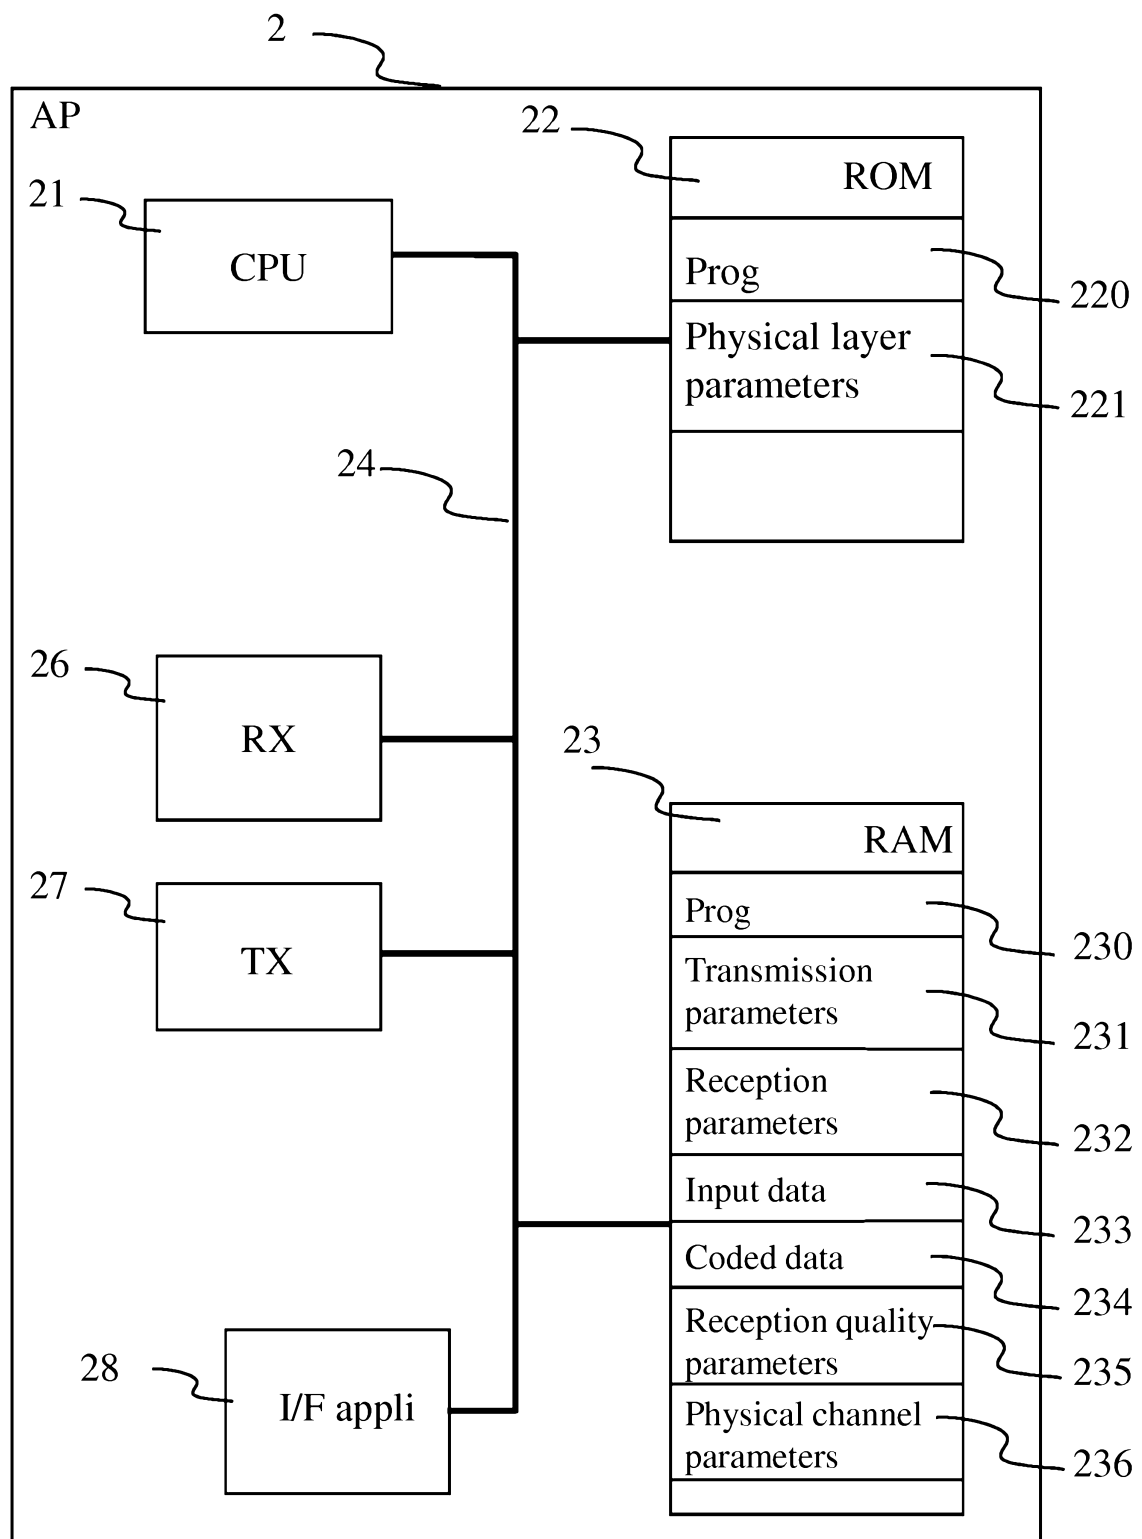 2
AP
22
ROM
21
CPU
Prog
220
Physical layer
parameters
221
24
26
RX
23
RAM
27
TX
Prog
230
Transmission
parameters
231
Reception
parameters
232
Input data
233
Coded data
234
Reception quality
parameters
235
28
I/F appli
Physical channel
parameters
236